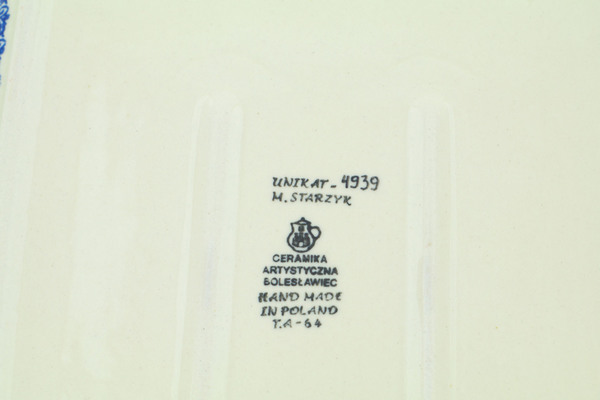 UNIKAT-4939
M. STARZYK
CERAMIKA
ARTYSTYCZNA
BOLESŁAWIEC
HAND MADE
IN POLAND
T.A-64